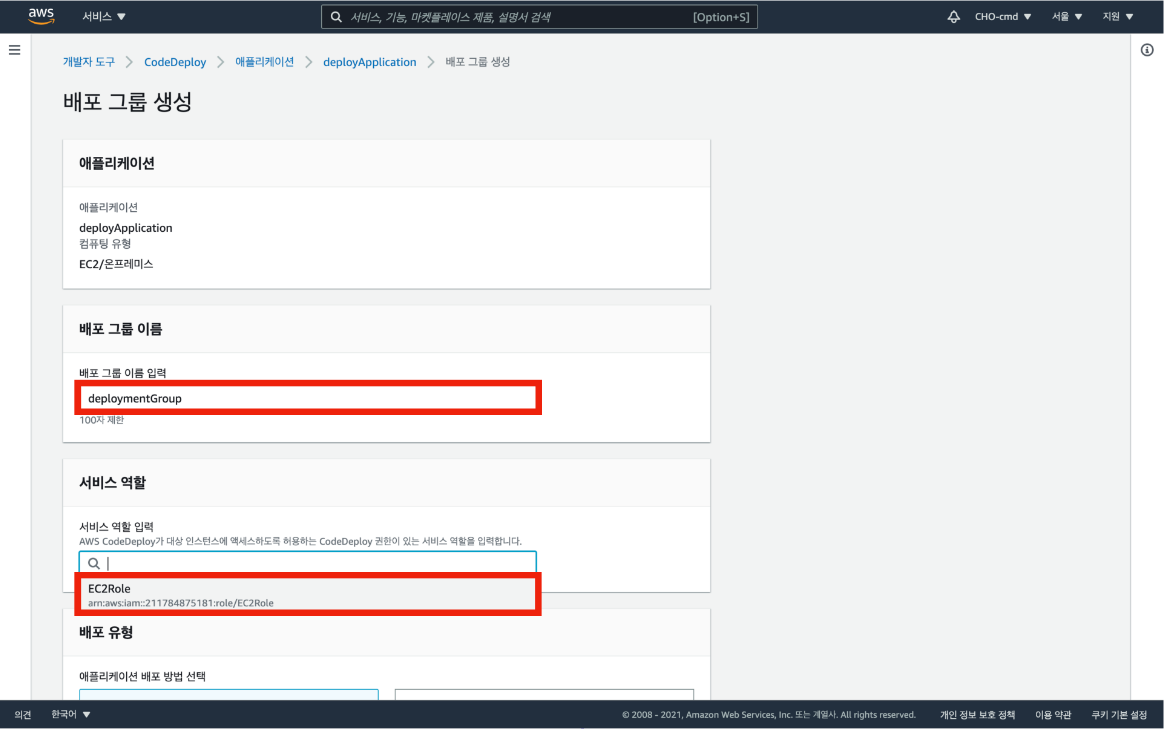 aws 서비스 ▼ 서비스, 기능, 마켓플레이스 제품, 설명서 검색 [Option+S] CHO-cmd ▼ 서울 ▼ 지원 ▼
개발자 도구 > CodeDeploy > 애플리케이션 > deployApplication > 배포 그룹 생성
배포 그룹 생성
애플리케이션
애플리케이션
deployApplication
컴퓨팅 유형
EC2/온프레미스
배포 그룹 이름
배포 그룹 이름 입력
deploymentGroup
100자 제한
서비스 역할
서비스 역할 입력
AWS CodeDeploy가 대상 인스턴스에 액세스하도록 허용하는 CodeDeploy 권한이 있는 서비스 역할을 입력합니다.
EC2Role
arn:aws:iam::211784875181:role/EC2Role
배포 유형
애플리케이션 배포 방법 선택
의견 한국어 ▼ © 2008 - 2021, Amazon Web Services, Inc. 또는 계열사. All rights reserved. 개인 정보 보호 정책 이용 약관 쿠키 기본 설정